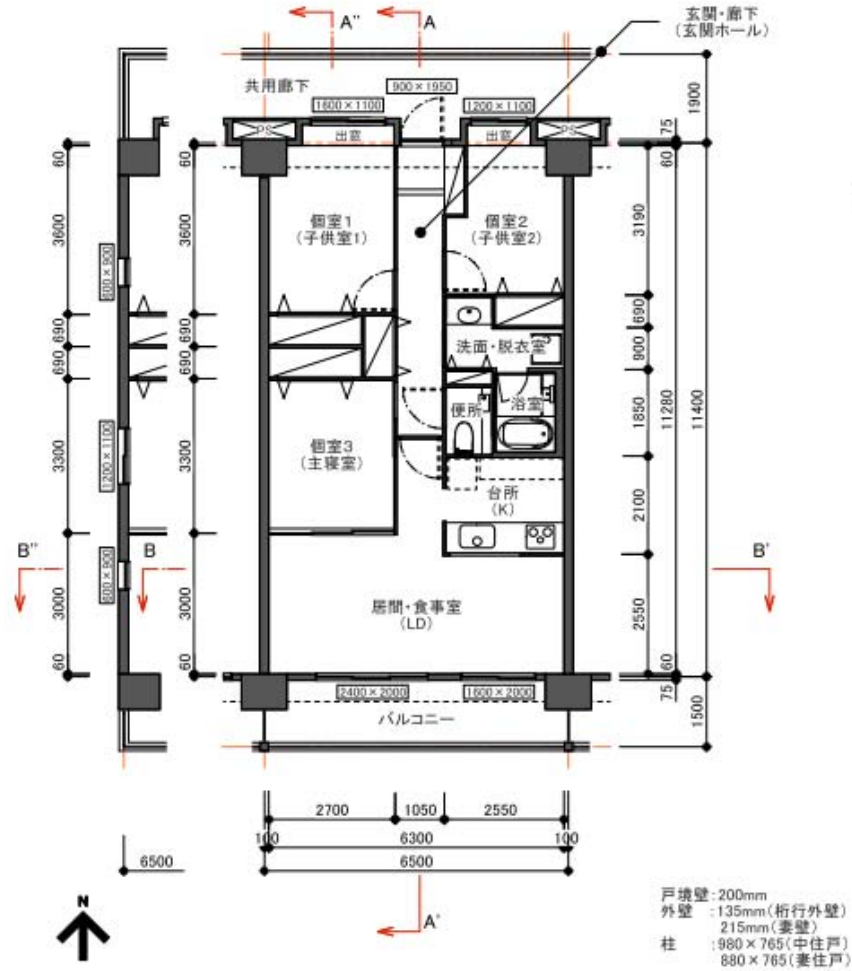 A"
A
玄関・廊下
(玄関ホール)
共用廊下
900×1950
1600×1100
1200×1100
1900
PS
出窓
出窓
PS
75
60
60
60
個室1
(子供室1)
個室2
(子供室2)
3600
3600
3190
600×900
690
690
690
690
690
900
洗面・脱衣室
便所
浴室
1850
11280
11400
1200×1100
3300
3300
個室3
(主寝室)
台所
(K)
2100
B"
B
B'
600×900
3000
3000
居間・食事室
(LD)
2550
60
60
60
75
2400×2000
1600×2000
バルコニー
1500
2700
1050
2550
100
6300
100
6500
6500
N
A'
戸境壁:200mm
外壁 :135mm(桁行外壁)
215mm(妻壁)
柱 :980×765(中住戸)
880×765(妻住戸)